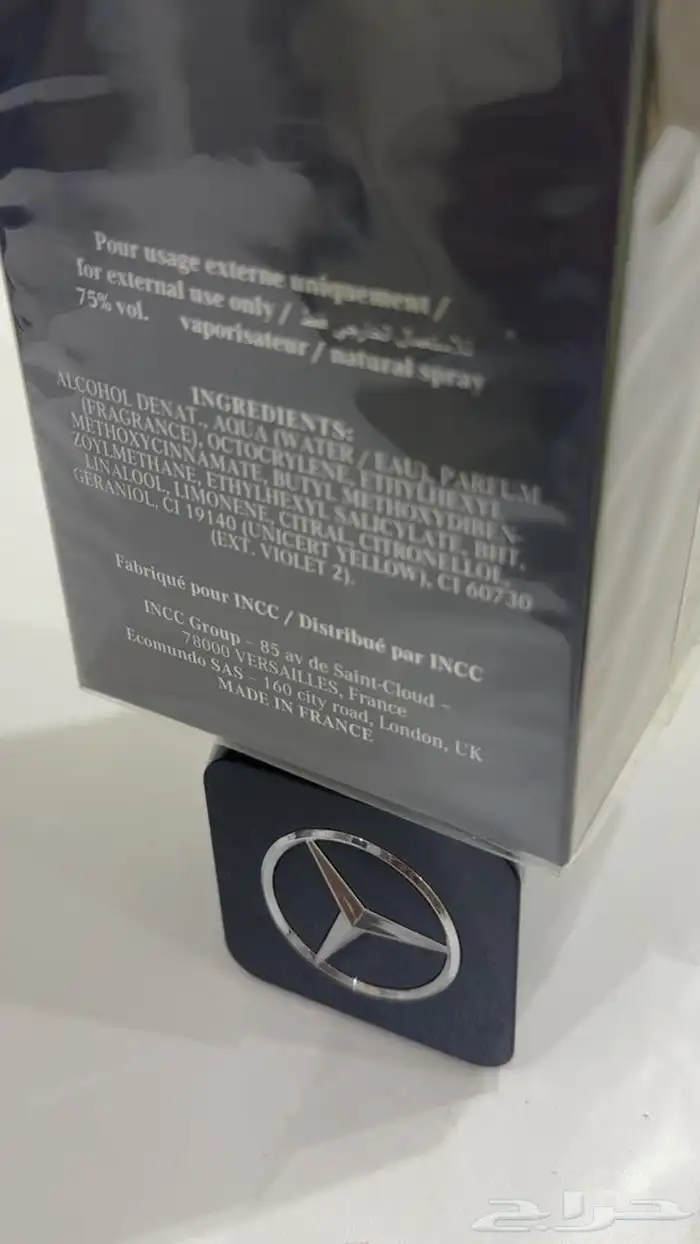 Pour usage externe uniquement /
for external use only / للاستعمال الخارجي فقط
75% vol. vaporisateur / natural spray
INGREDIENTS:
ALCOHOL DENAT., AQUA (WATER / EAU), PARFUM
(FRAGRANCE), OCTOCRYLENE, ETHYLHEXYL
METHOXYCINNAMATE, BUTYL METHOXYDIBEN-
ZOYLMETHANE, ETHYLHEXYL SALICYLATE, BHT,
LINALOOL, LIMONENE, CITRAL, CITRONELLOL,
GERANIOL, CI 19140 (UNICERT YELLOW), CI 60730
(EXT. VIOLET 2).
Fabriqué pour INCC / Distribué par INCC
INCC Group – 85 av de Saint-Cloud –
78000 VERSAILLES, France
Ecomundo SAS – 160 city road, London, UK
MADE IN FRANCE
حراج